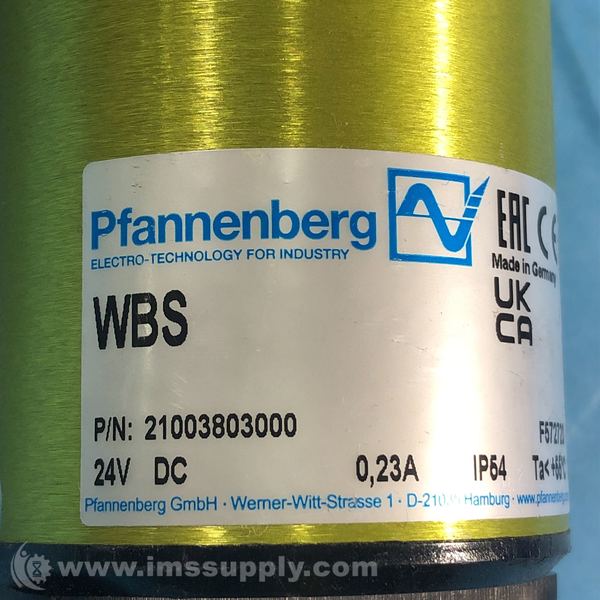 Pfannenberg
ELECTRO-TECHNOLOGY FOR INDUSTRY
EAC CE
Made in Germany
WBS
UK
CA
P/N: 21003803000
24V DC 0,23A IP54
Pfannenberg GmbH · Werner-Witt-Strasse 1 · Hamburg ·
www.imssupply.com